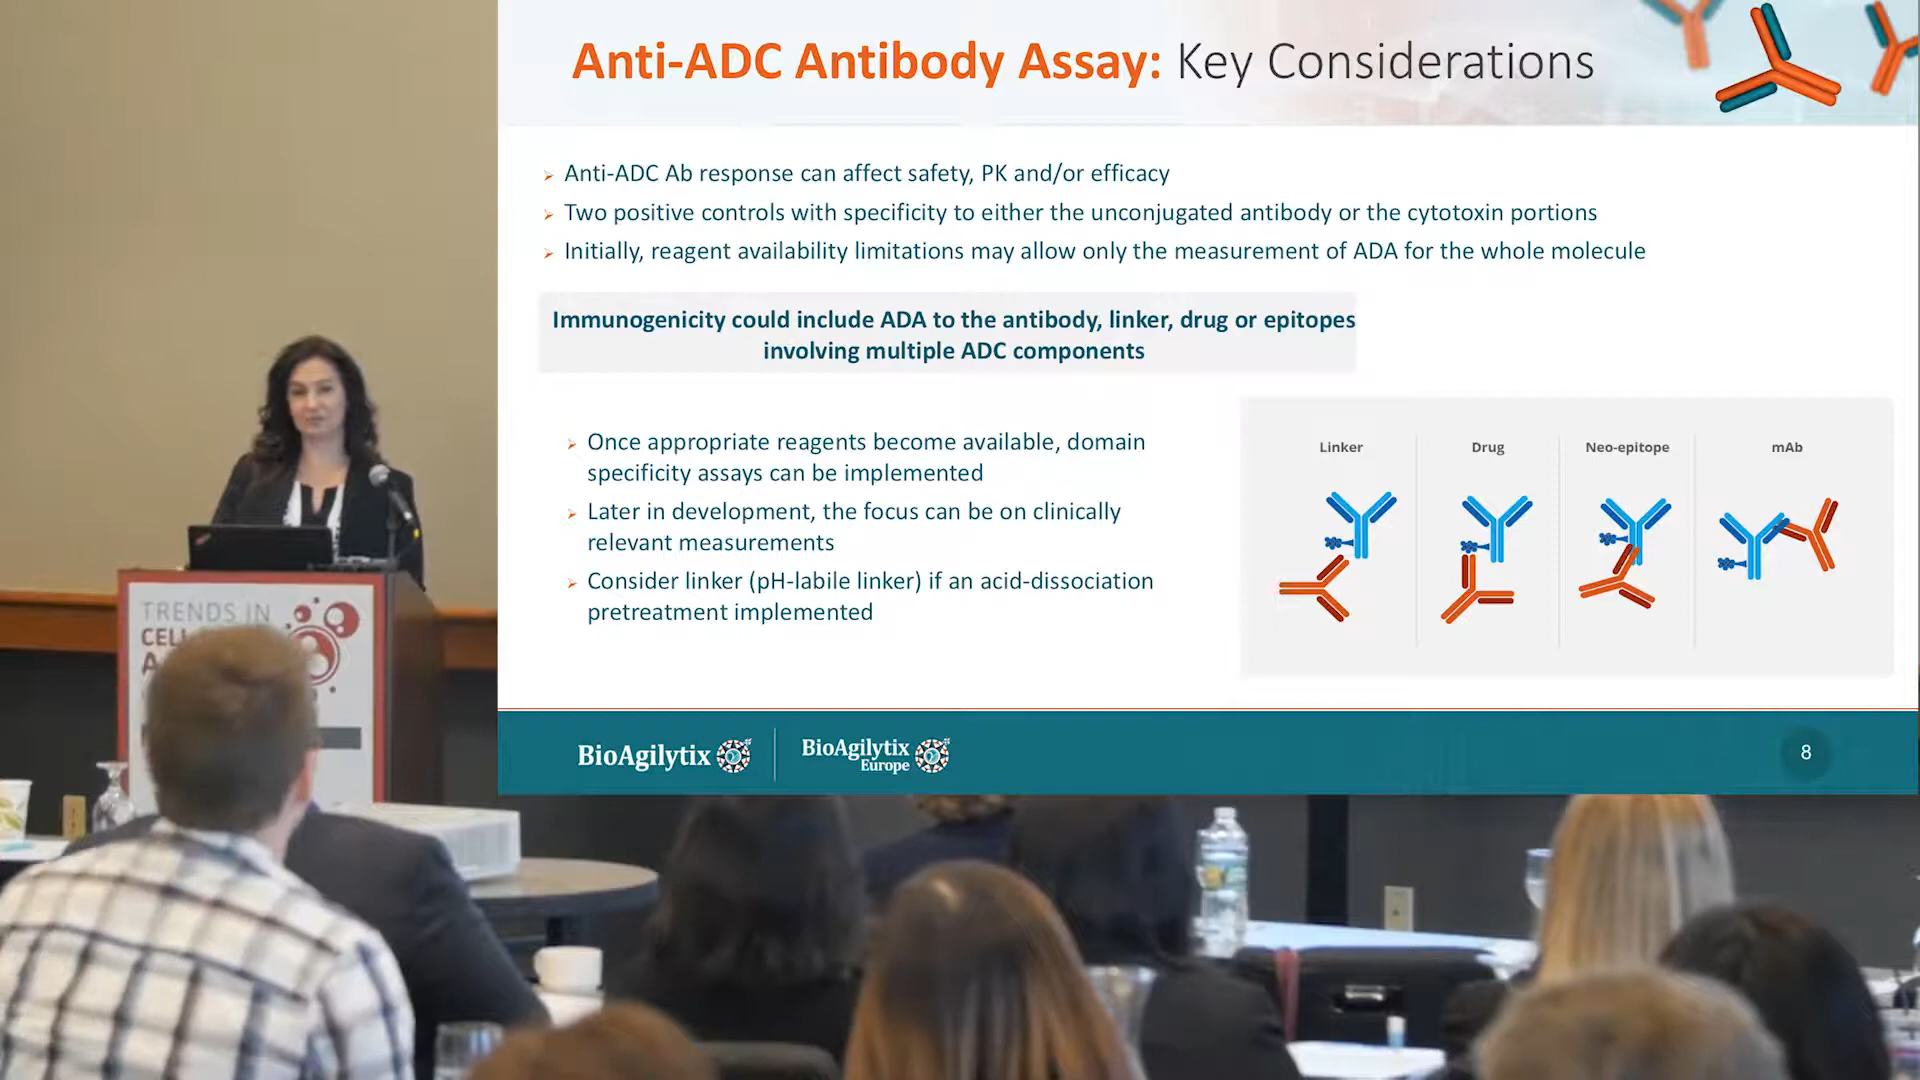 Anti-ADC Antibody Assay: Key Considerations
Anti-ADC Ab response can affect safety, PK and/or efficacy
Two positive controls with specificity to either the unconjugated antibody or the cytotoxin portions
Initially, reagent availability limitations may allow only the measurement of ADA for the whole molecule
Immunogenicity could include ADA to the antibody, linker, drug or epitopes
involving multiple ADC components
Once appropriate reagents become available, domain
specificity assays can be implemented
Later in development, the focus can be on clinically
relevant measurements
Consider linker (pH-labile linker) if an acid-dissociation
pretreatment implemented
Linker
Drug
Neo-epitope
mAb
BioAgilytix
BioAgilytix
Europe
8
TRENDS IN